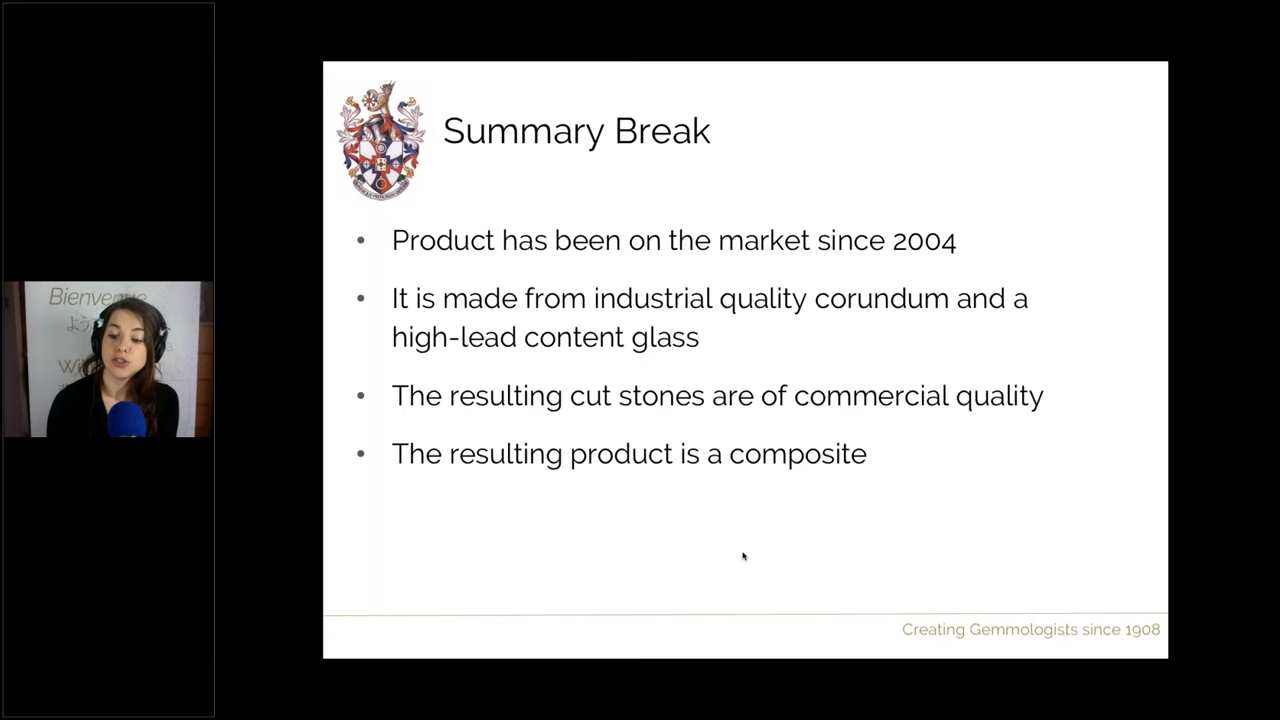 Summary Break
• Product has been on the market since 2004
• It is made from industrial quality corundum and a
high-lead content glass
• The resulting cut stones are of commercial quality
• The resulting product is a composite
Creating Gemmologists since 1908
Bienvenue
よう